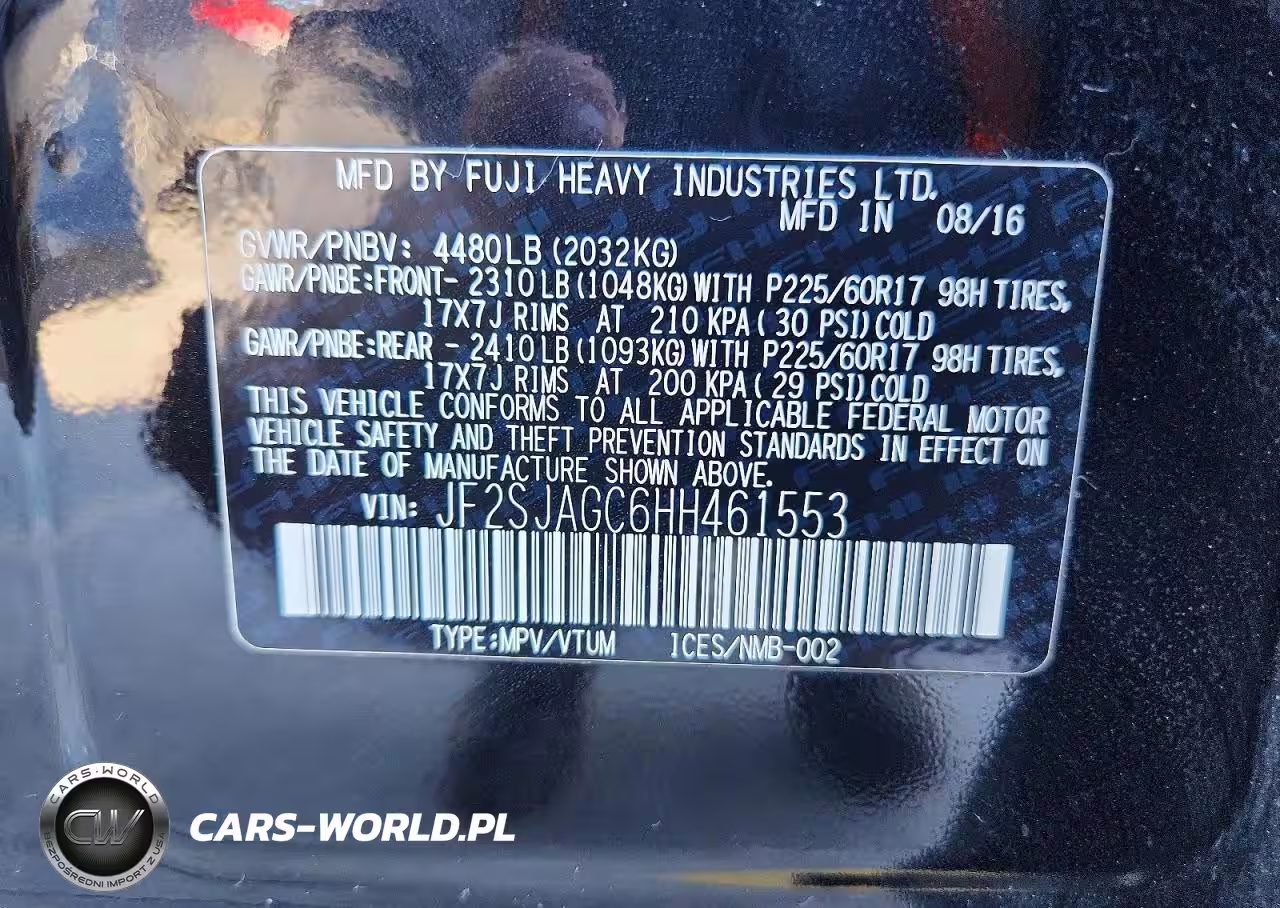 MFD BY FUJI HEAVY INDUSTRIES LTD.
MFD IN 08/16
GVWR/PNBV: 4480LB (2032KG)
GAWR/PNBE:FRONT- 2310LB (1048KG) WITH P225/60R17 98H TIRES,
17X7J RIMS AT 210 KPA ( 30 PSI) COLD
GAWR/PNBE:REAR - 2410LB (1093KG) WITH P225/60R17 98H TIRES,
17X7J RIMS AT 200 KPA ( 29 PSI) COLD
THIS VEHICLE CONFORMS TO ALL APPLICABLE FEDERAL MOTOR
VEHICLE SAFETY AND THEFT PREVENTION STANDARDS IN EFFECT ON
THE DATE OF MANUFACTURE SHOWN ABOVE.
VIN: JF2SJAGC6HH461553
TYPE:MPV/VTUM ICES/NMB-002
CARS-WORLD
CW
BEZPOŚREDNI IMPORT Z USA
CARS-WORLD.PL